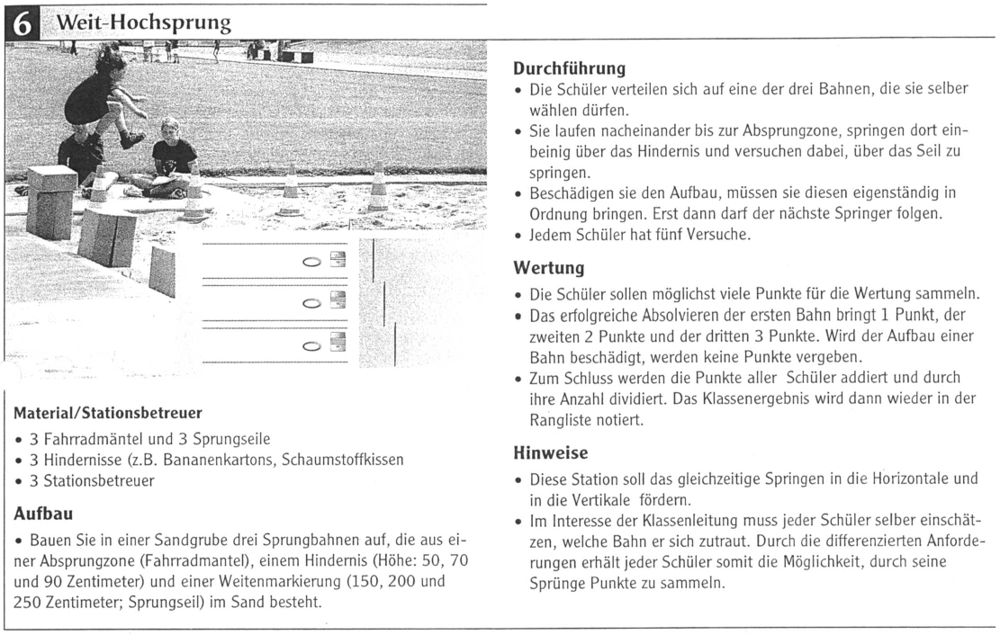 6 Weit-Hochsprung
Material/Stationsbetreuer
• 3 Fahrradmäntel und 3 Sprungseile
• 3 Hindernisse (z.B. Bananenkartons, Schaumstoffkissen
• 3 Stationsbetreuer
Aufbau
• Bauen Sie in einer Sandgrube drei Sprungbahnen auf, die aus ei-
ner Absprungzone (Fahrradmantel), einem Hindernis (Höhe: 50, 70
und 90 Zentimeter) und einer Weitenmarkierung (150, 200 und
250 Zentimeter; Sprungseil) im Sand besteht.
Durchführung
• Die Schüler verteilen sich auf eine der drei Bahnen, die sie selber
wählen dürfen.
• Sie laufen nacheinander bis zur Absprungzone, springen dort ein-
beinig über das Hindernis und versuchen dabei, über das Seil zu
springen.
• Beschädigen sie den Aufbau, müssen sie diesen eigenständig in
Ordnung bringen. Erst dann darf der nächste Springer folgen.
• Jedem Schüler hat fünf Versuche.
Wertung
• Die Schüler sollen möglichst viele Punkte für die Wertung sammeln.
• Das erfolgreiche Absolvieren der ersten Bahn bringt 1 Punkt, der
zweiten 2 Punkte und der dritten 3 Punkte. Wird der Aufbau einer
Bahn beschädigt, werden keine Punkte vergeben.
• Zum Schluss werden die Punkte aller Schüler addiert und durch
ihre Anzahl dividiert. Das Klassenergebnis wird dann wieder in der
Rangliste notiert.
Hinweise
• Diese Station soll das gleichzeitige Springen in die Horizontale und
in die Vertikale fördern.
• Im Interesse der Klassenleitung muss jeder Schüler selber einschät-
zen, welche Bahn er sich zutraut. Durch die differenzierten Anforde-
rungen erhält jeder Schüler somit die Möglichkeit, durch seine
Sprünge Punkte zu sammeln.